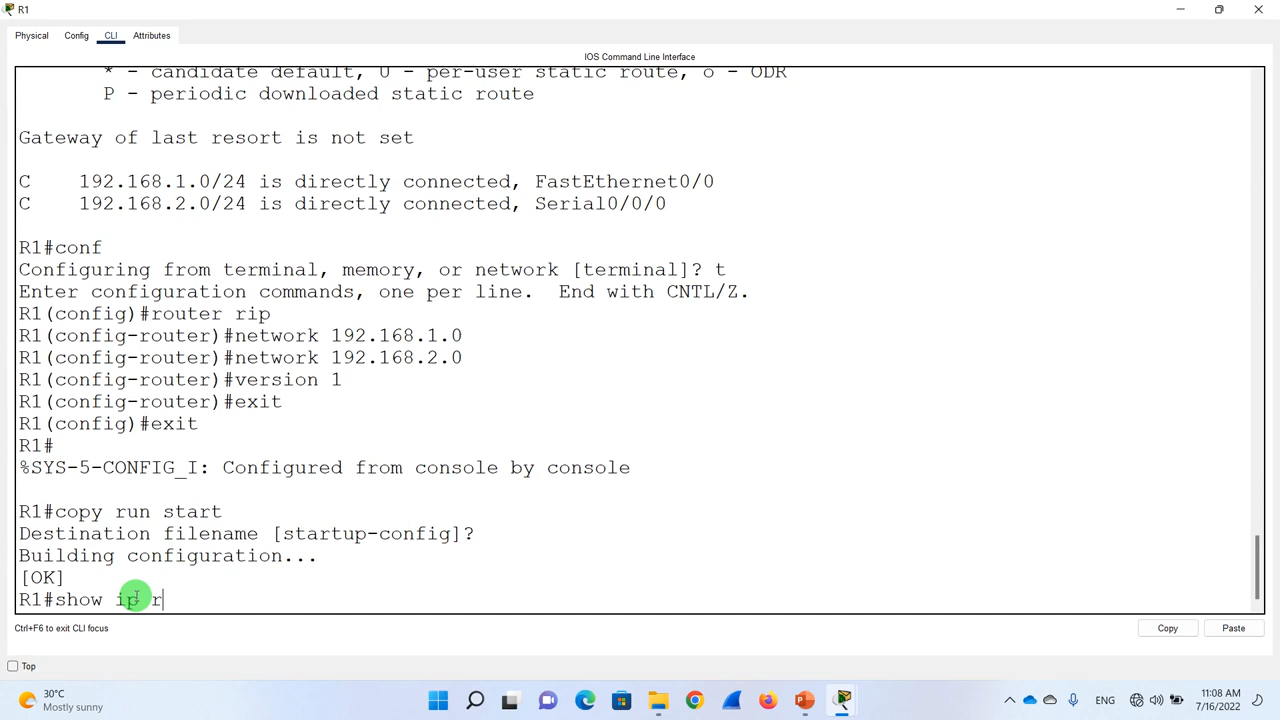 R1
Physical Config CLI Attributes
IOS Command Line Interface
* - candidate default, U - per-user static route, o - ODR
P - periodic downloaded static route
Gateway of last resort is not set
C 192.168.1.0/24 is directly connected, FastEthernet0/0
C 192.168.2.0/24 is directly connected, Serial0/0/0
R1#conf
Configuring from terminal, memory, or network [terminal]? t
Enter configuration commands, one per line. End with CNTL/Z.
R1(config)#router rip
R1(config-router)#network 192.168.1.0
R1(config-router)#network 192.168.2.0
R1(config-router)#version 1
R1(config-router)#exit
R1(config)#exit
R1#
%SYS-5-CONFIG_I: Configured from console by console
R1#copy run start
Destination filename [startup-config]?
Building configuration...
[OK]
R1#show ip r
Ctrl+F6 to exit CLI focus
Copy Paste
Top
30°C
Mostly sunny
ENG
11:08 AM
7/16/2022